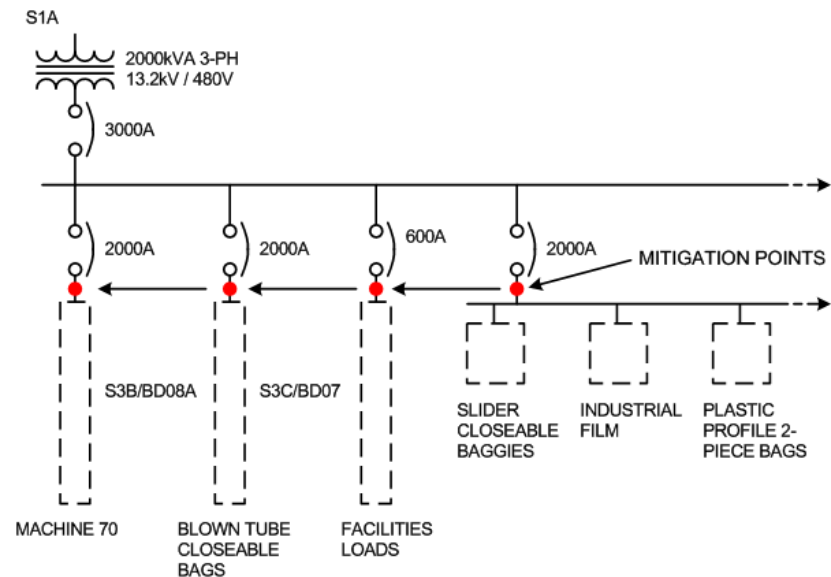 S1A
2000kVA 3-PH
13.2kV / 480V
3000A
2000A
2000A
600A
2000A
MITIGATION POINTS
S3B/BD08A
S3C/BD07
SLIDER
CLOSEABLE
BAGGIES
INDUSTRIAL
FILM
PLASTIC
PROFILE 2-
PIECE BAGS
MACHINE 70
BLOWN TUBE
CLOSEABLE
BAGS
FACILITIES
LOADS